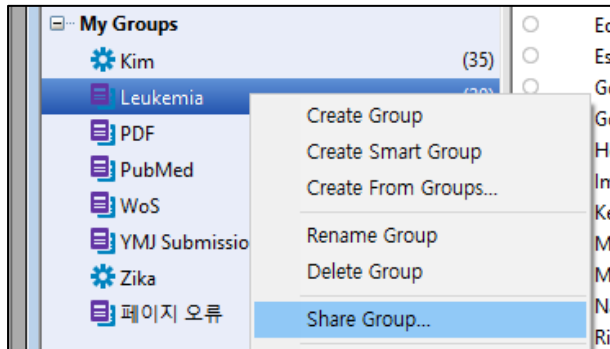 My Groups
Kim (35)
Leukemia
PDF
PubMed
WoS
YMJ Submissio
Zika
페이지 오류
Create Group
Create Smart Group
Create From Groups...
Rename Group
Delete Group
Share Group...